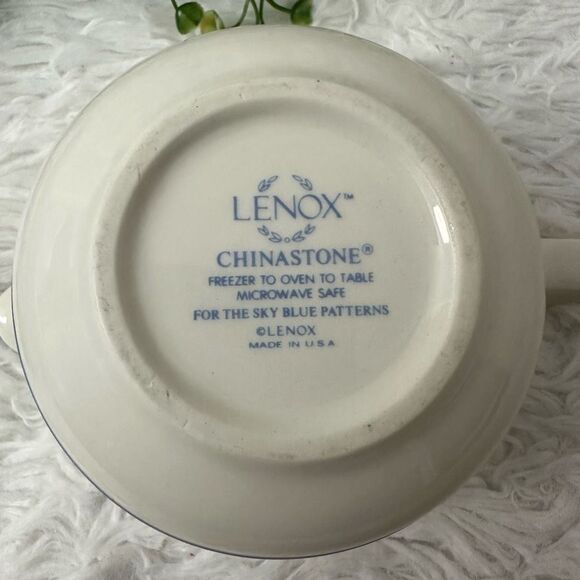 LENOX™
CHINASTONE®
FREEZER TO OVEN TO TABLE
MICROWAVE SAFE
FOR THE SKY BLUE PATTERNS
©LENOX
MADE IN U.S.A.